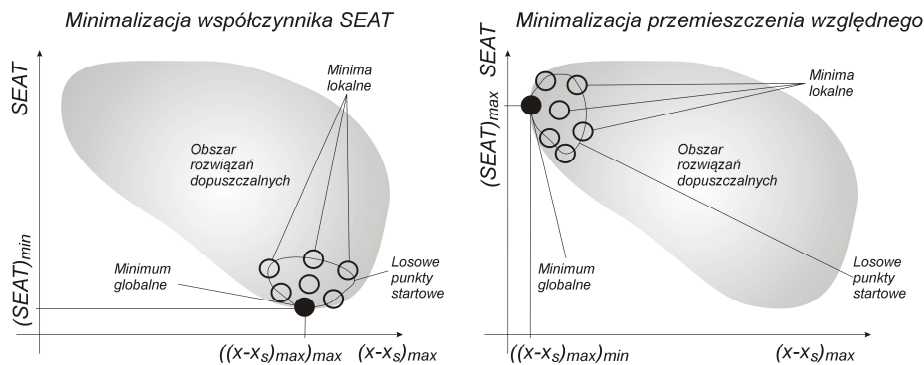 Minimalizacja współczynnika SEAT
SEAT
Minima
lokalne
Obszar
rozwiązań
dopuszczalnych
(SEAT)min
Minimum
globalne
Losowe
punkty
startowe
((x-xs)max)max
(x-xs)max
Minimalizacja przemieszczenia względnego
SEAT
(SEAT)max
Minima
lokalne
Obszar
rozwiązań
dopuszczalnych
Minimum
globalne
Losowe
punkty
startowe
((x-xs)max)min
(x-xs)max